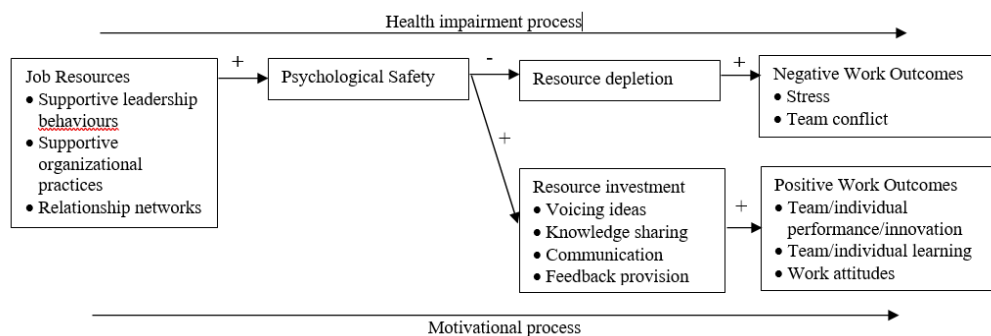 Health impairment process
Job Resources
• Supportive leadership
behaviours
• Supportive
organizational
practices
• Relationship networks
+
Psychological Safety
-
Resource depletion
+
Negative Work Outcomes
• Stress
• Team conflict
+
Resource investment
• Voicing ideas
• Knowledge sharing
• Communication
• Feedback provision
+
Positive Work Outcomes
• Team/individual
performance/innovation
• Team/individual learning
• Work attitudes
Motivational process